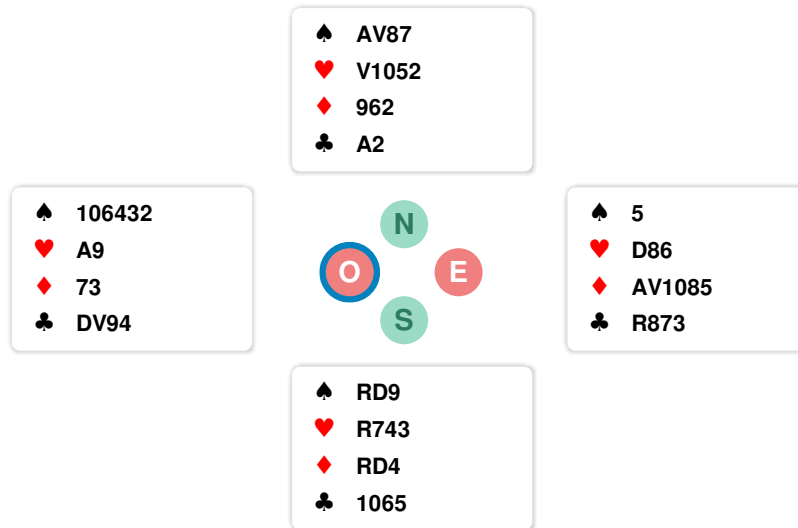 ♠ AV87
♥ V1052
♦ 962
♣ A2
♠ 106432
♥ A9
♦ 73
♣ DV94
N
O
E
S
♠ 5
♥ D86
♦ AV1085
♣ R873
♠ RD9
♥ R743
♦ RD4
♣ 1065